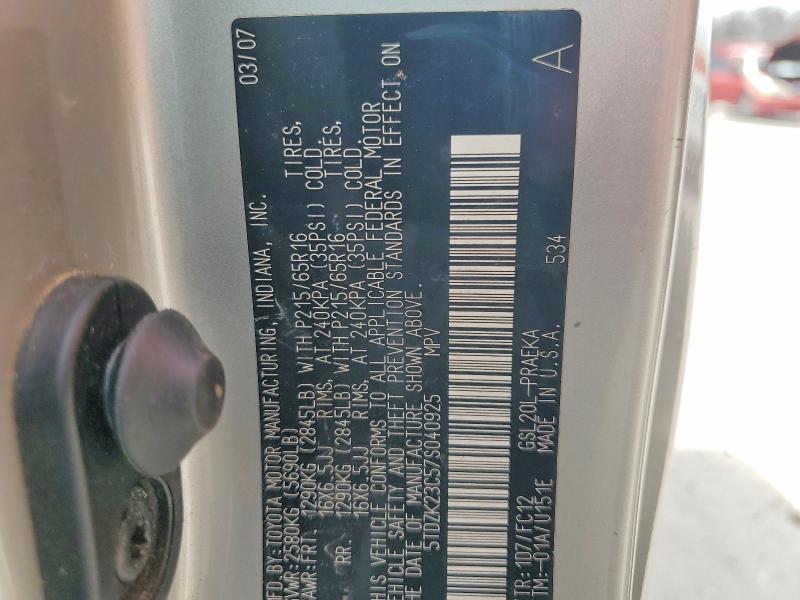 MFD. BY: TOYOTA MOTOR MANUFACTURING, INDIANA, INC. 03/07
GVWR: 2580KG (5690LB)
GAWR: FRT 1290KG (2845LB) WITH P215/65R16 TIRES,
16X6.5JJ RIMS, AT 240KPA (35PSI) COLD.
RR 1290KG (2845LB) WITH P215/65R16 TIRES,
16X6.5JJ RIMS, AT 240KPA (35PSI) COLD.
THIS VEHICLE CONFORMS TO ALL APPLICABLE FEDERAL MOTOR
VEHICLE SAFETY AND THEFT PREVENTION STANDARDS IN EFFECT ON
THE DATE OF MANUFACTURE SHOWN ABOVE.
5TDZK23C57S040925 MPV
C/TR: 1D7/FC12 GSL20L-PRAEKA 534 A
A/TM: -01A/U151E MADE IN U.S.A.